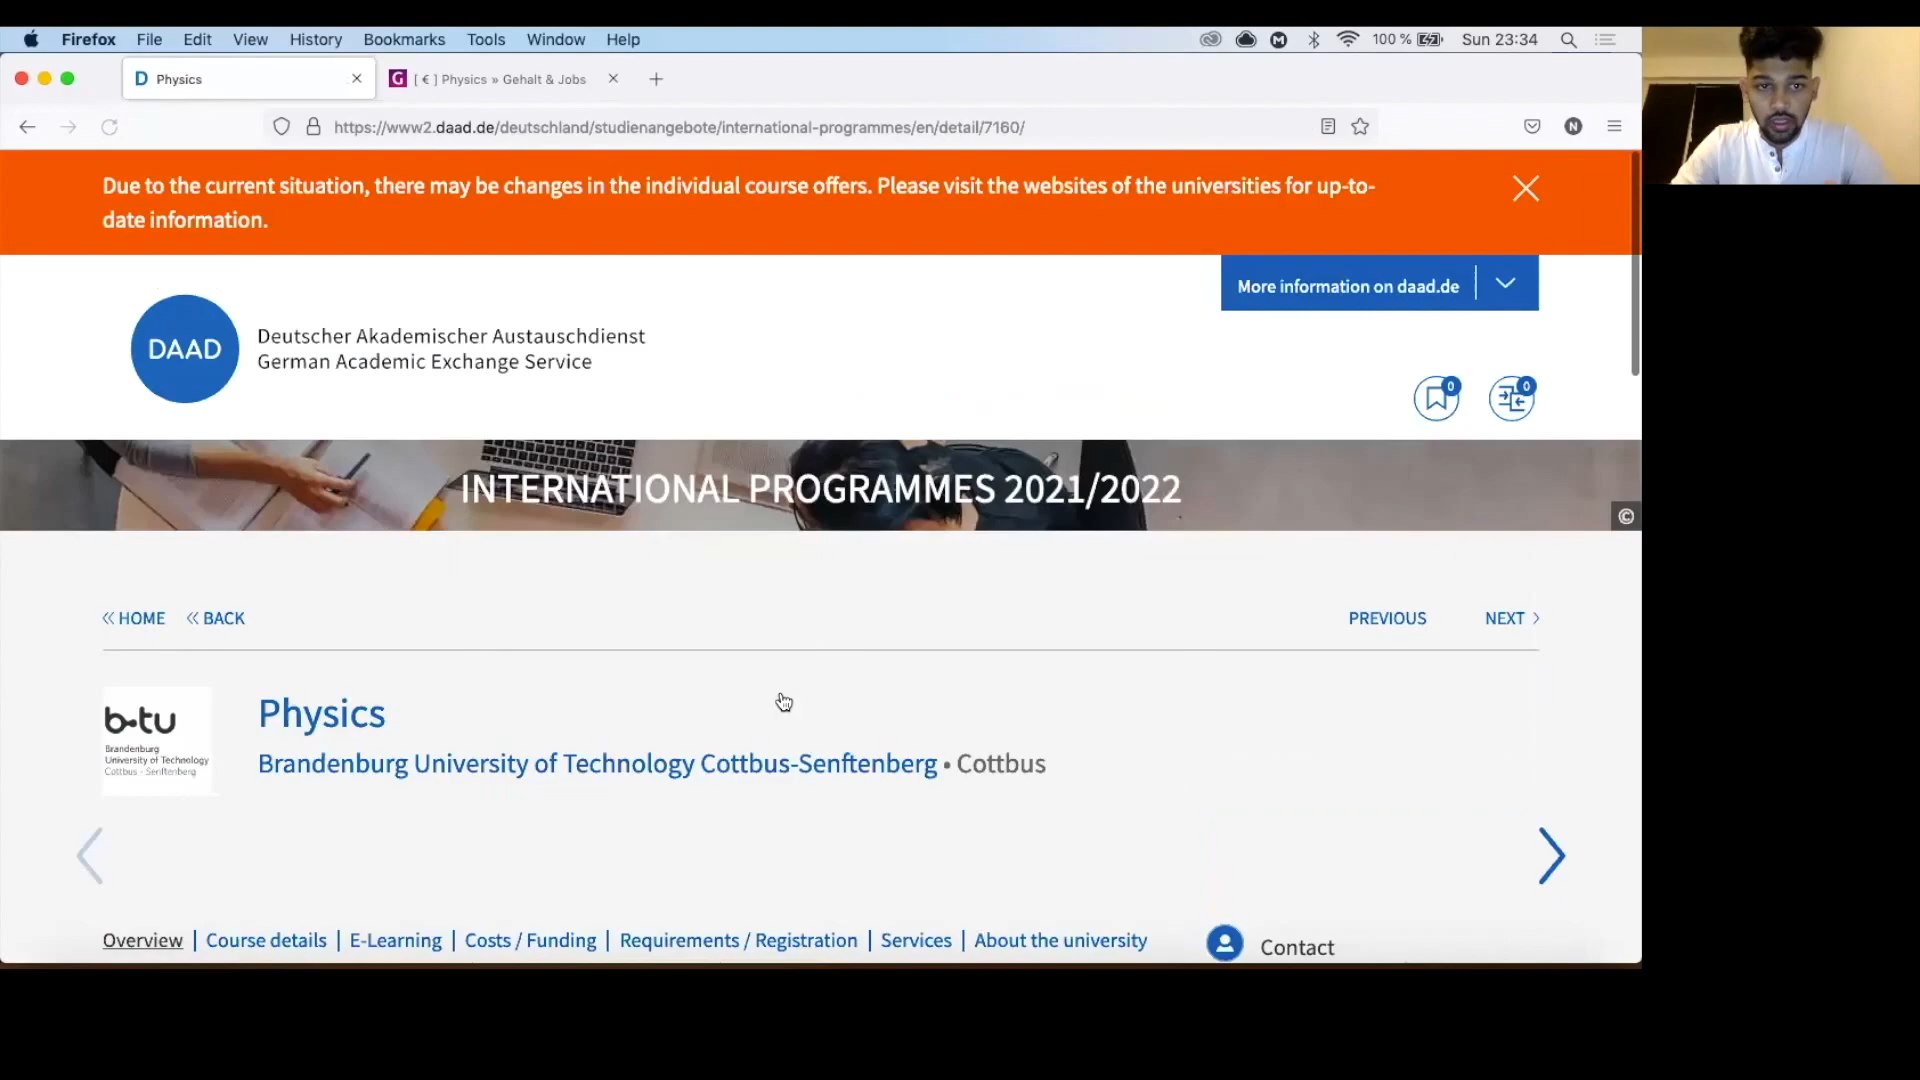 Firefox File Edit View History Bookmarks Tools Window Help 100 % Sun 23:34
D Physics
G [ € ] Physics » Gehalt & Jobs
https://www2.daad.de/deutschland/studienangebote/international-programmes/en/detail/7160/
N
Due to the current situation, there may be changes in the individual course offers. Please visit the websites of the universities for up-to-
date information.
More information on daad.de
DAAD
Deutscher Akademischer Austauschdienst
German Academic Exchange Service
0
0
INTERNATIONAL PROGRAMMES 2021/2022
©
HOME BACK PREVIOUS NEXT
b-tu
Brandenburg
University of Technology
Cottbus - Senftenberg
Physics
Brandenburg University of Technology Cottbus-Senftenberg • Cottbus
Overview | Course details | E-Learning | Costs / Funding | Requirements / Registration | Services | About the university
Contact